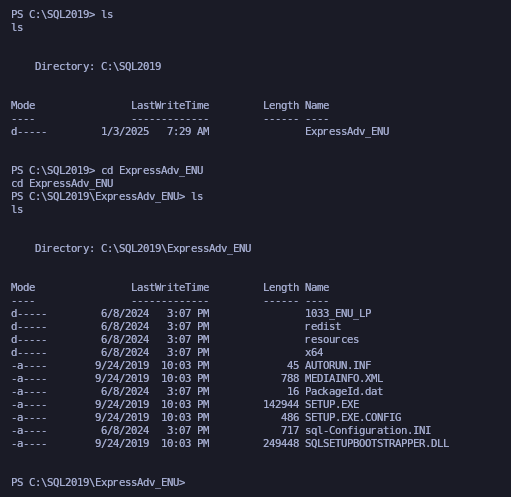 PS C:\SQL2019> ls
ls
Directory: C:\SQL2019
Mode                LastWriteTime         Length Name
----                -------------         ------ ----
d-----         1/3/2025   7:29 AM                ExpressAdv_ENU
PS C:\SQL2019> cd ExpressAdv_ENU
cd ExpressAdv_ENU
PS C:\SQL2019\ExpressAdv_ENU> ls
ls
Directory: C:\SQL2019\ExpressAdv_ENU
Mode                LastWriteTime         Length Name
----                -------------         ------ ----
d-----         6/8/2024   3:07 PM                1033_ENU_LP
d-----         6/8/2024   3:07 PM                redist
d-----         6/8/2024   3:07 PM                resources
d-----         6/8/2024   3:07 PM                x64
-a----        9/24/2019  10:03 PM             45 AUTORUN.INF
-a----        9/24/2019  10:03 PM            788 MEDIAINFO.XML
-a----         6/8/2024   3:07 PM             16 PackageId.dat
-a----        9/24/2019  10:03 PM         142944 SETUP.EXE
-a----        9/24/2019  10:03 PM            486 SETUP.EXE.CONFIG
-a----         6/8/2024   3:07 PM            717 sql-Configuration.INI
-a----        9/24/2019  10:03 PM         249448 SQLSETUPBOOTSTRAPPER.DLL
PS C:\SQL2019\ExpressAdv_ENU>